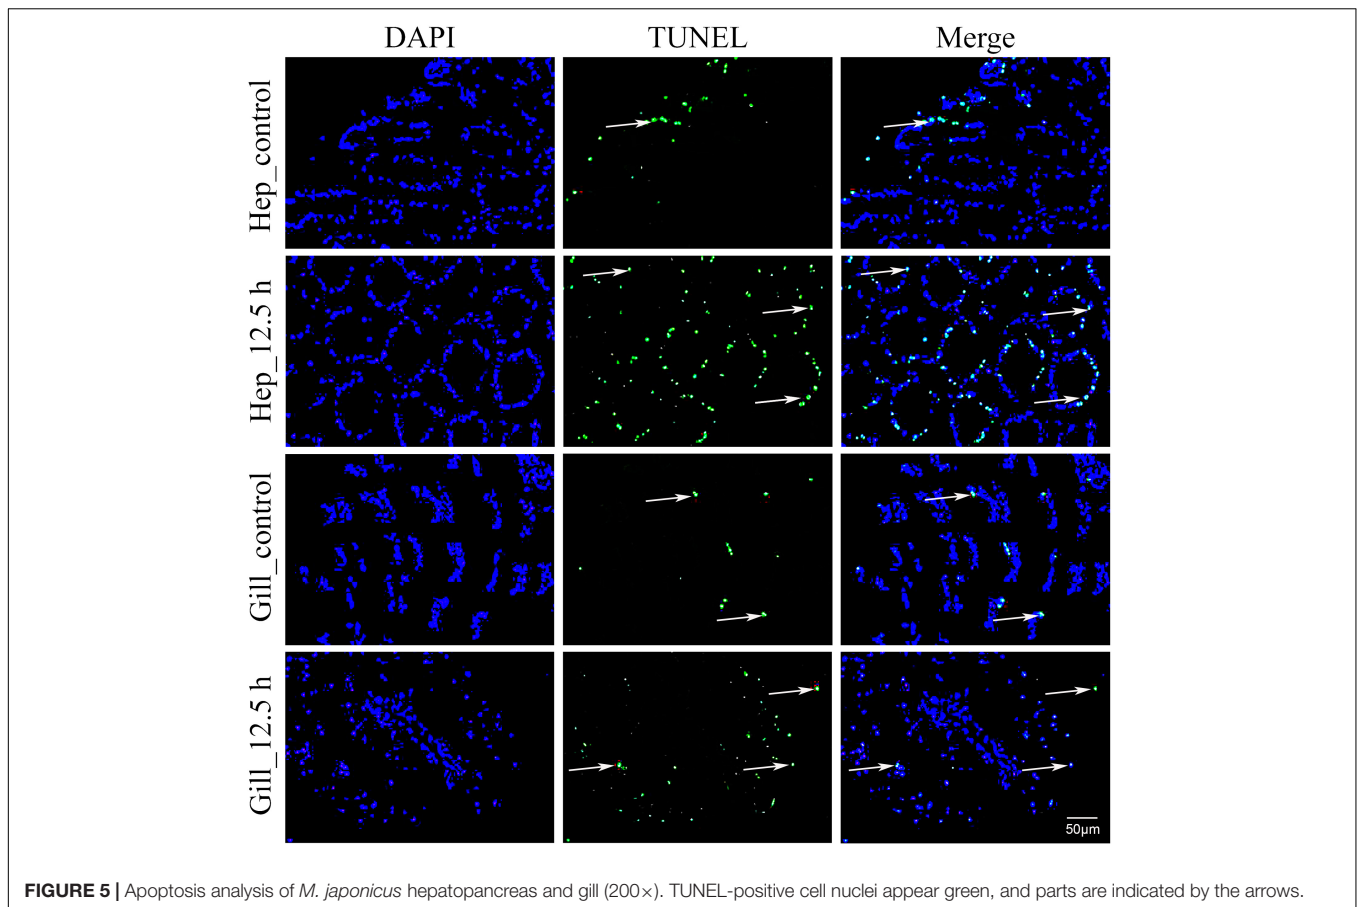 DAPI TUNEL Merge
Hep_control
Hep_12.5 h
Gill_control
Gill_12.5 h
50µm
FIGURE 5 | Apoptosis analysis of M. japonicus hepatopancreas and gill (200×). TUNEL-positive cell nuclei appear green, and parts are indicated by the arrows.